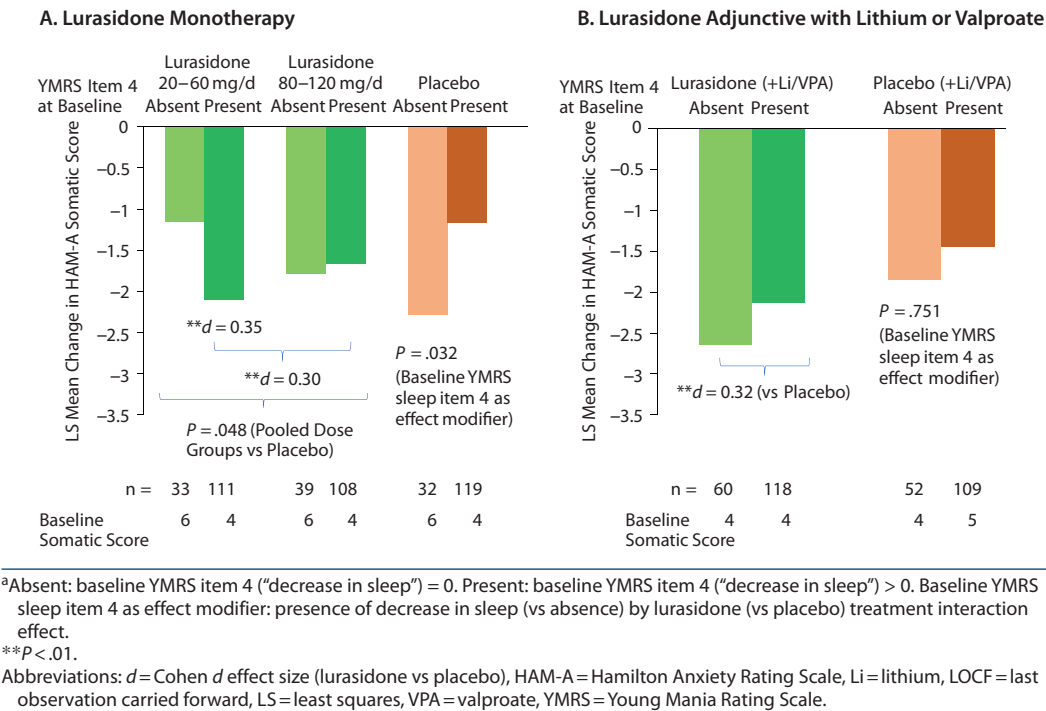 A. Lurasidone Monotherapy
YMRS Item 4
at Baseline
Lurasidone
20–60 mg/d
Absent Present
Lurasidone
80–120 mg/d
Absent Present
Placebo
Absent Present
LS Mean Change in HAM-A Somatic Score
0
−0.5
−1
−1.5
−2
−2.5
−3
−3.5
**d = 0.35
**d = 0.30
P = .048 (Pooled Dose
Groups vs Placebo)
P = .032
(Baseline YMRS
sleep item 4 as
effect modifier)
n = 33 111 39 108 32 119
Baseline 6 4 6 4 6 4
Somatic Score
B. Lurasidone Adjunctive with Lithium or Valproate
YMRS Item 4
at Baseline
Lurasidone (+Li/VPA)
Absent Present
Placebo (+Li/VPA)
Absent Present
LS Mean Change in HAM-A Somatic Score
0
−0.5
−1
−1.5
−2
−2.5
−3
−3.5
**d = 0.32 (vs Placebo)
P = .751
(Baseline YMRS
sleep item 4 as
effect modifier)
n = 60 118 52 109
Baseline 4 4 4 5
Somatic Score
aAbsent: baseline YMRS item 4 (“decrease in sleep”) = 0. Present: baseline YMRS item 4 (“decrease in sleep”) > 0. Baseline YMRS
sleep item 4 as effect modifier: presence of decrease in sleep (vs absence) by lurasidone (vs placebo) treatment interaction
effect.
**P < .01.
Abbreviations: d = Cohen d effect size (lurasidone vs placebo), HAM-A = Hamilton Anxiety Rating Scale, Li = lithium, LOCF = last
observation carried forward, LS = least squares, VPA = valproate, YMRS = Young Mania Rating Scale.